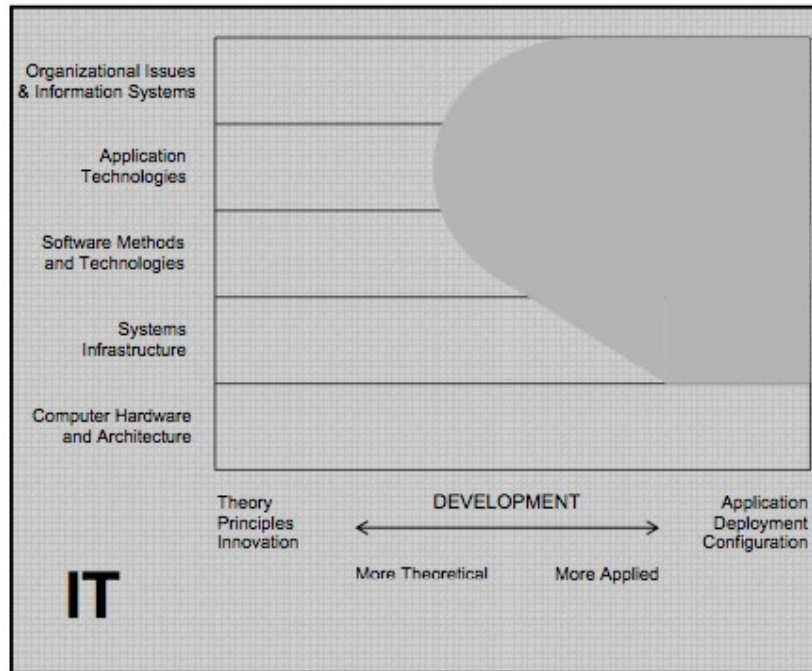 Organizational Issues
& Information Systems
Application
Technologies
Software Methods
and Technologies
Systems
Infrastructure
Computer Hardware
and Architecture
Theory
Principles
Innovation
DEVELOPMENT
Application
Deployment
Configuration
More Theoretical
More Applied
IT